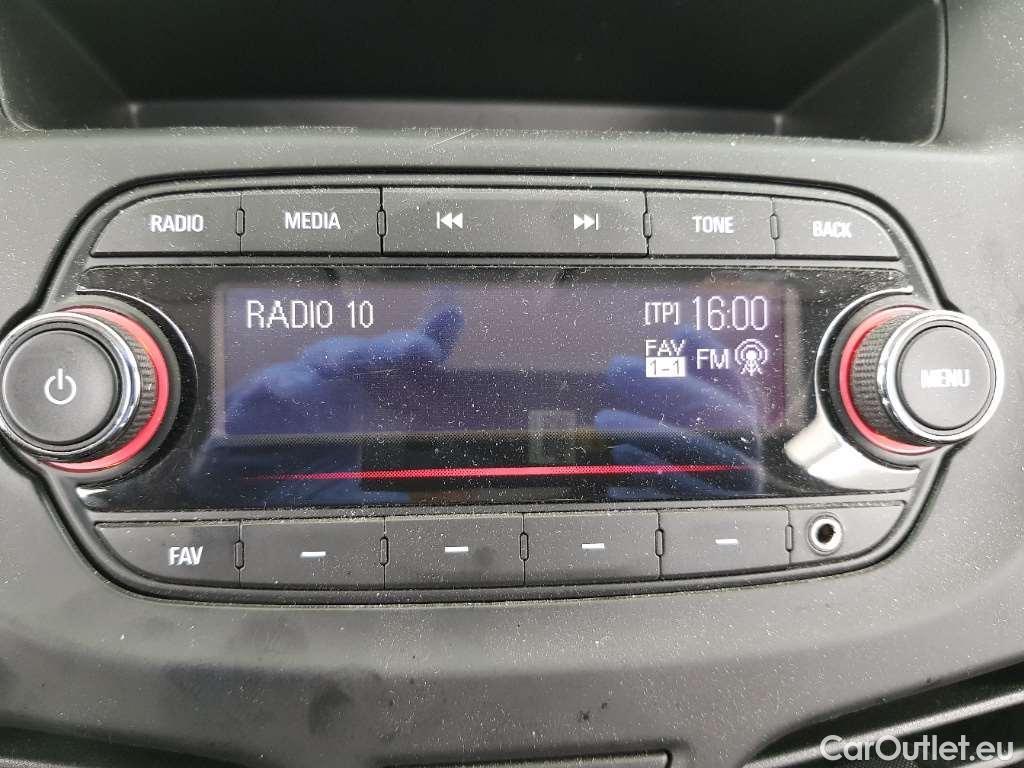 RADIO MEDIA TONE BACK
RADIO 10 [TP] 16:00
FAV FM
1-1
MENU
FAV
CarOutlet.eu